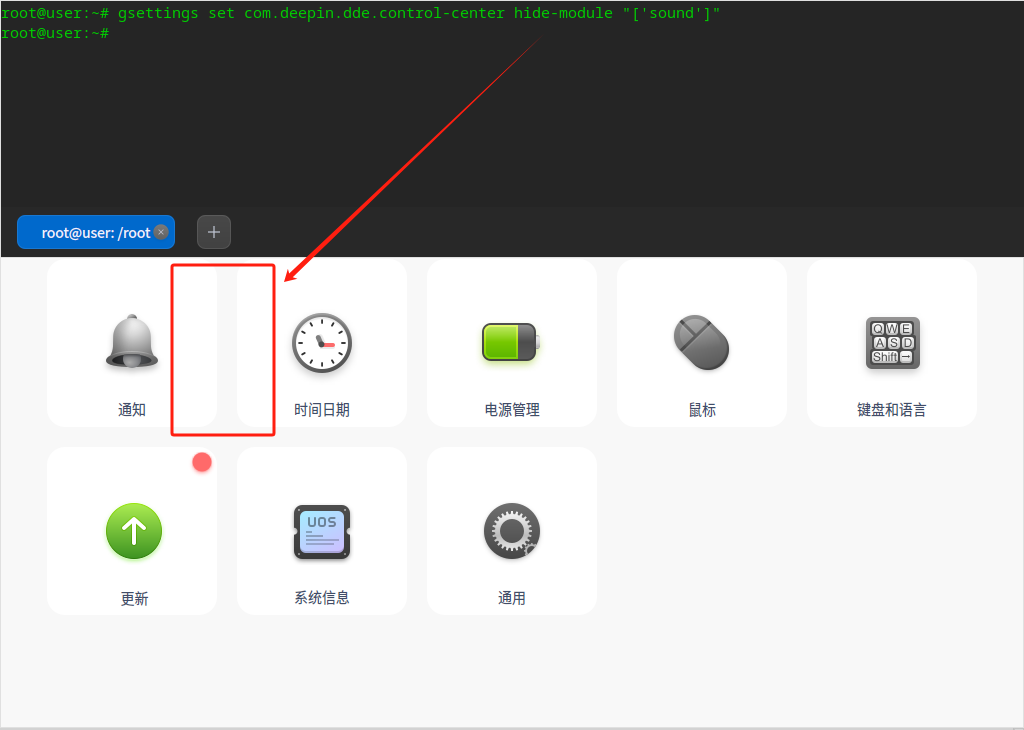 root@user:~# gsettings set com.deepin.dde.control-center hide-module "['sound']"
root@user:~#
root@user: /root
通知
时间日期
电源管理
鼠标
Q W E
A S D
Shift →
键盘和语言
更新
UOS
系统信息
通用